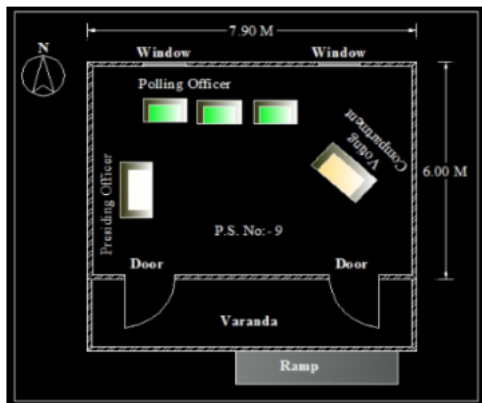 7.90 M
N
Window
Window
Polling Officer
Voting
Compartment
6.00 M
Presiding Officer
P.S. No:- 9
Door
Door
Varanda
Ramp